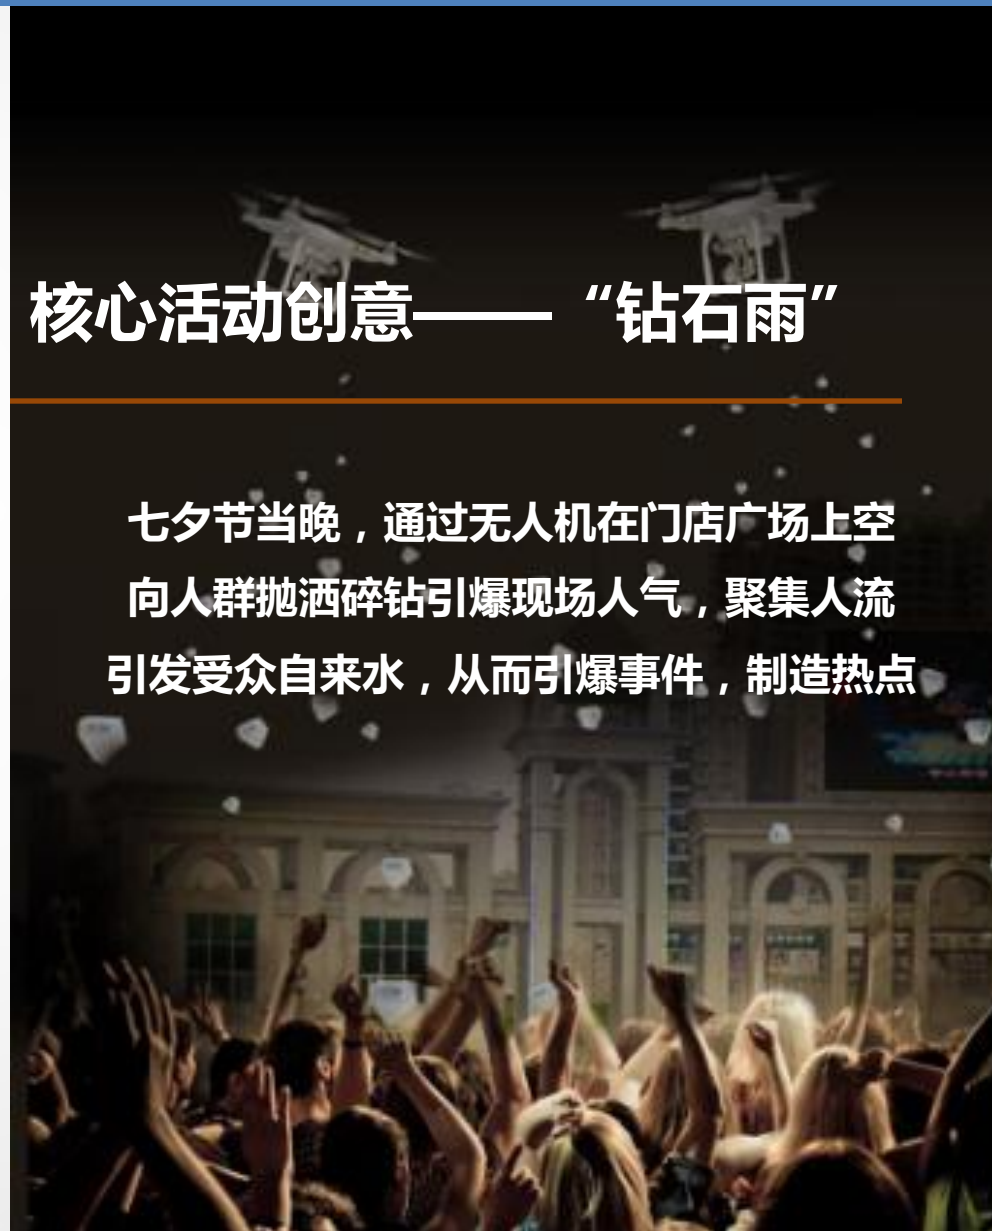 核心活动创意——“钻石雨”
七夕节当晚，通过无人机在门店广场上空
向人群抛洒碎钻引爆现场人气，聚集人流
引发受众自来水，从而引爆事件，制造热点